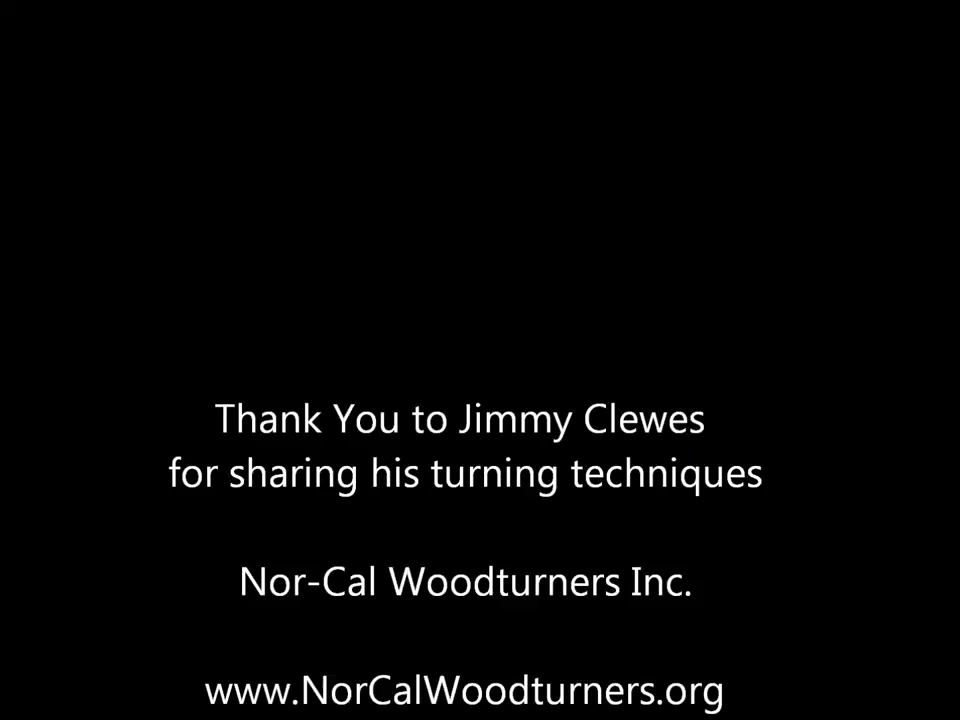 Thank You to Jimmy Clewes
for sharing his turning techniques
Nor-Cal Woodturners Inc.
www.NorCalWoodturners.org